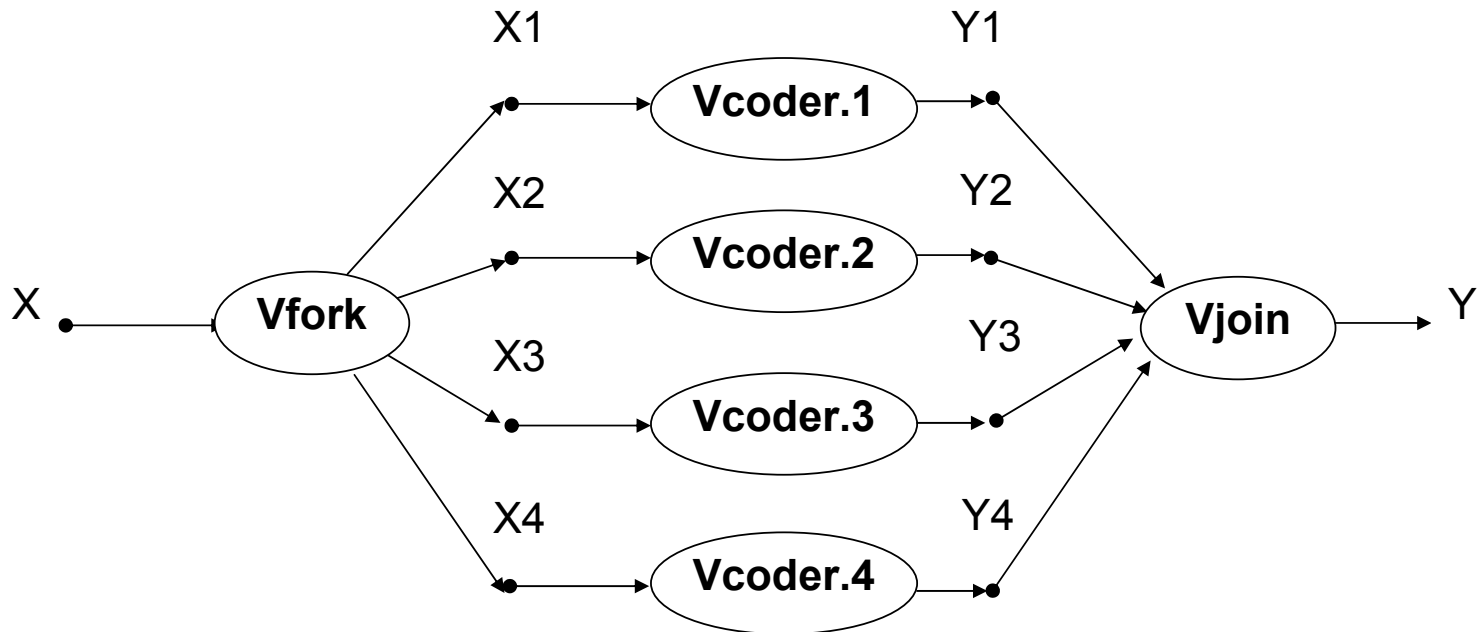 X1 Y1
Vcoder.1
X2 Y2
Vcoder.2
X Vfork Vjoin Y
X3 Y3
Vcoder.3
X4 Y4
Vcoder.4